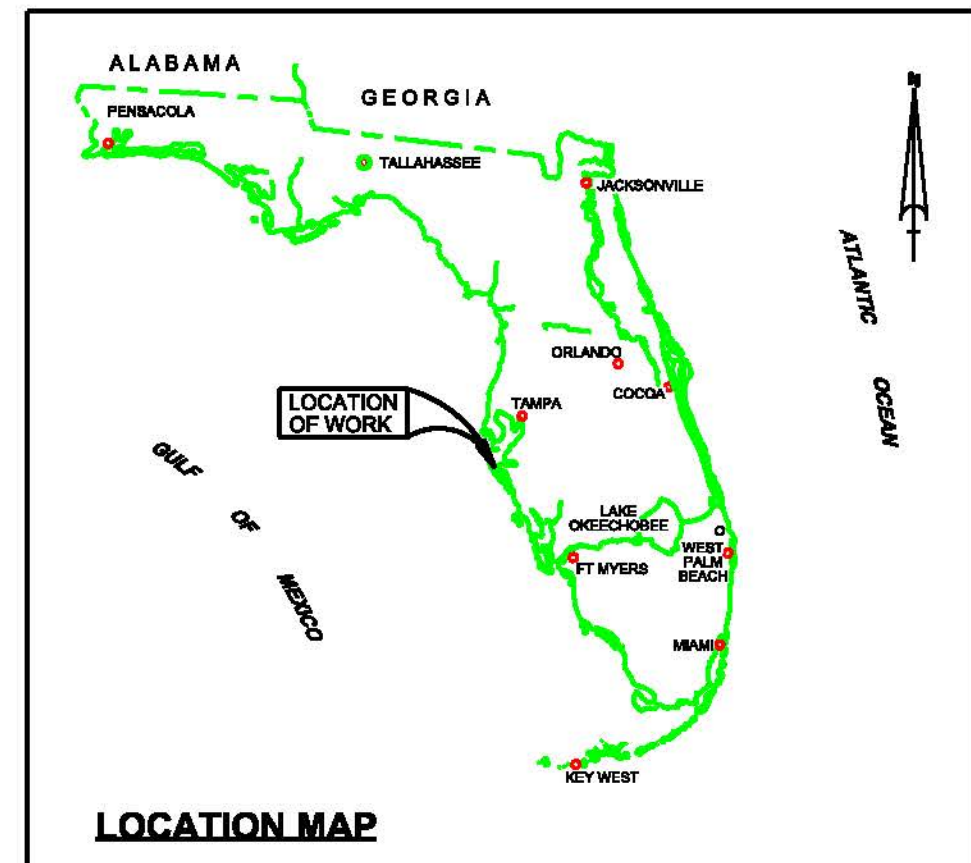 ALABAMA
GEORGIA
N
PENSACOLA
TALLAHASSEE
JACKSONVILLE
ATLANTIC
OCEAN
ORLANDO
COCOA
TAMPA
LOCATION
OF WORK
GULF
OF
MEXICO
LAKE
OKEECHOBEE
WEST
PALM
BEACH
FT MYERS
MIAMI
KEY WEST
LOCATION MAP